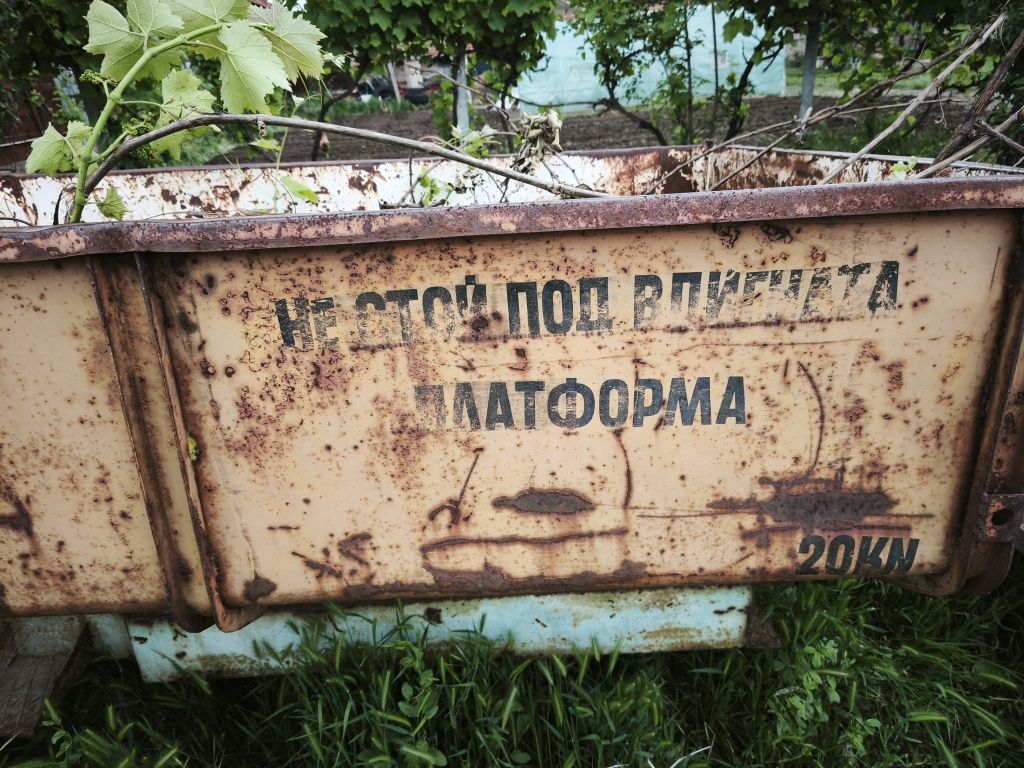 НЕ СТОЙ ПОД ВДИГНАТА
ПЛАТФОРМА
20KN